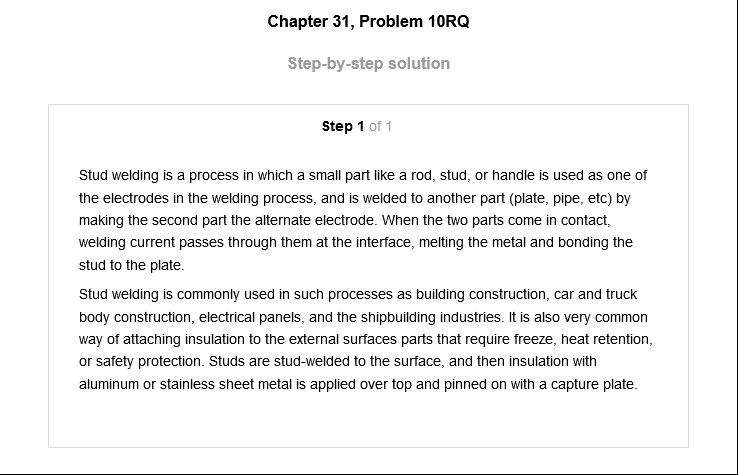 Chapter 31, Problem 10RQ
Step-by-step solution
Step 1 of 1
Stud welding is a process in which a small part like a rod, stud, or handle is used as one of
the electrodes in the welding process, and is welded to another part (plate, pipe, etc) by
making the second part the alternate electrode. When the two parts come in contact,
welding current passes through them at the interface, melting the metal and bonding the
stud to the plate.
Stud welding is commonly used in such processes as building construction, car and truck
body construction, electrical panels, and the shipbuilding industries. It is also very common
way of attaching insulation to the external surfaces parts that require freeze, heat retention,
or safety protection. Studs are stud-welded to the surface, and then insulation with
aluminum or stainless sheet metal is applied over top and pinned on with a capture plate.